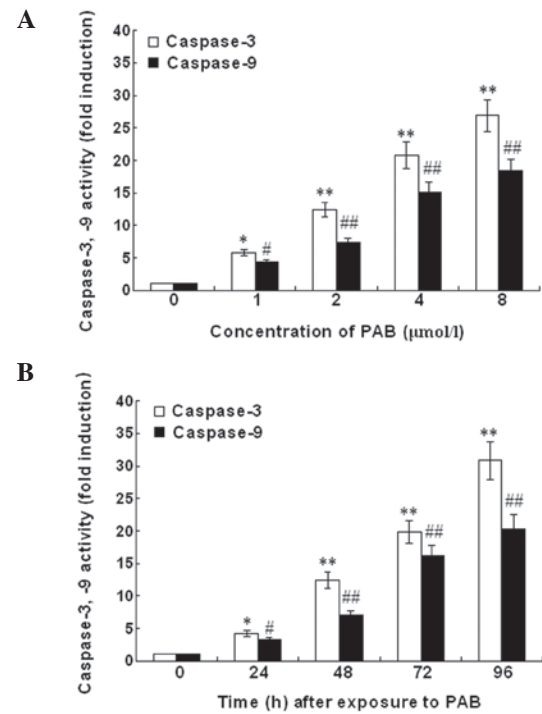 A
Caspase-3, -9 activity (fold induction)
40
35
30
25
20
15
10
5
0
Caspase-3
Caspase-9
* #
** ##
** ##
** ##
0 1 2 4 8
Concentration of PAB (μmol/l)
B
Caspase-3, -9 activity (fold induction)
40
35
30
25
20
15
10
5
0
Caspase-3
Caspase-9
* #
** ##
** ##
** ##
0 24 48 72 96
Time (h) after exposure to PAB